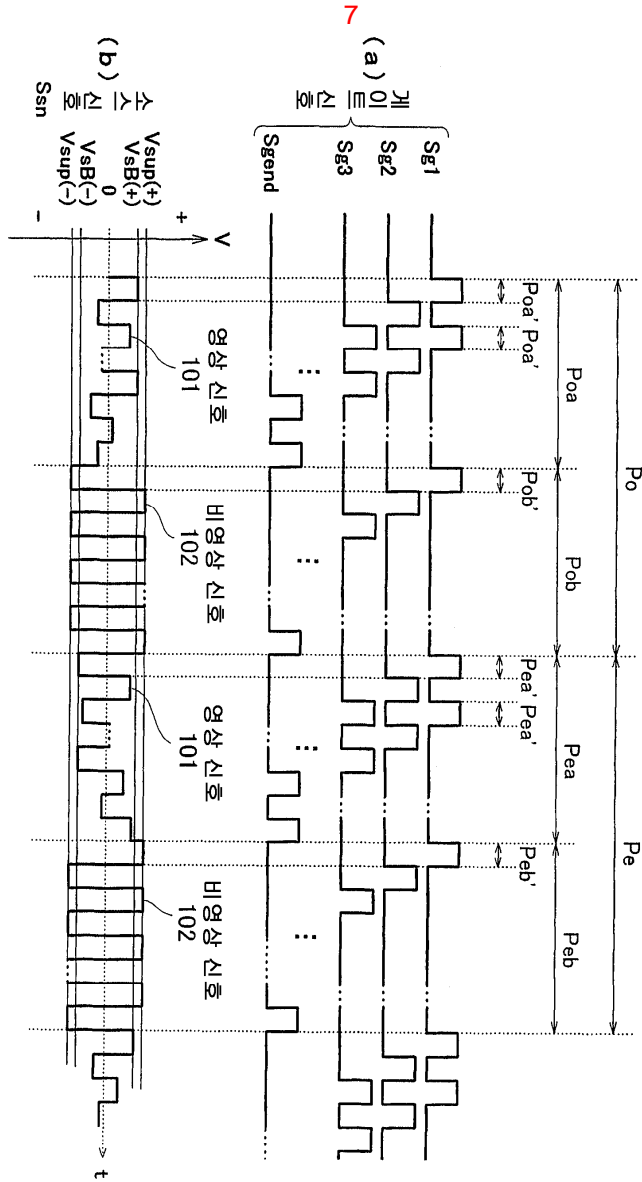 7
Po
Pe
Poa
Pob
Pea
Peb
Poa'
Poa'
Pob'
Pea'
Pea'
Peb'
(a)
게이트 신호
Sg1
Sg2
Sg3
Sgend
(b)
소스 신호
Ssn
Vsup(+)
VsB(+)
0
VsB(-)
Vsup(-)
+
-
V
영상 신호
101
비영상 신호
102
영상 신호
101
비영상 신호
102
t